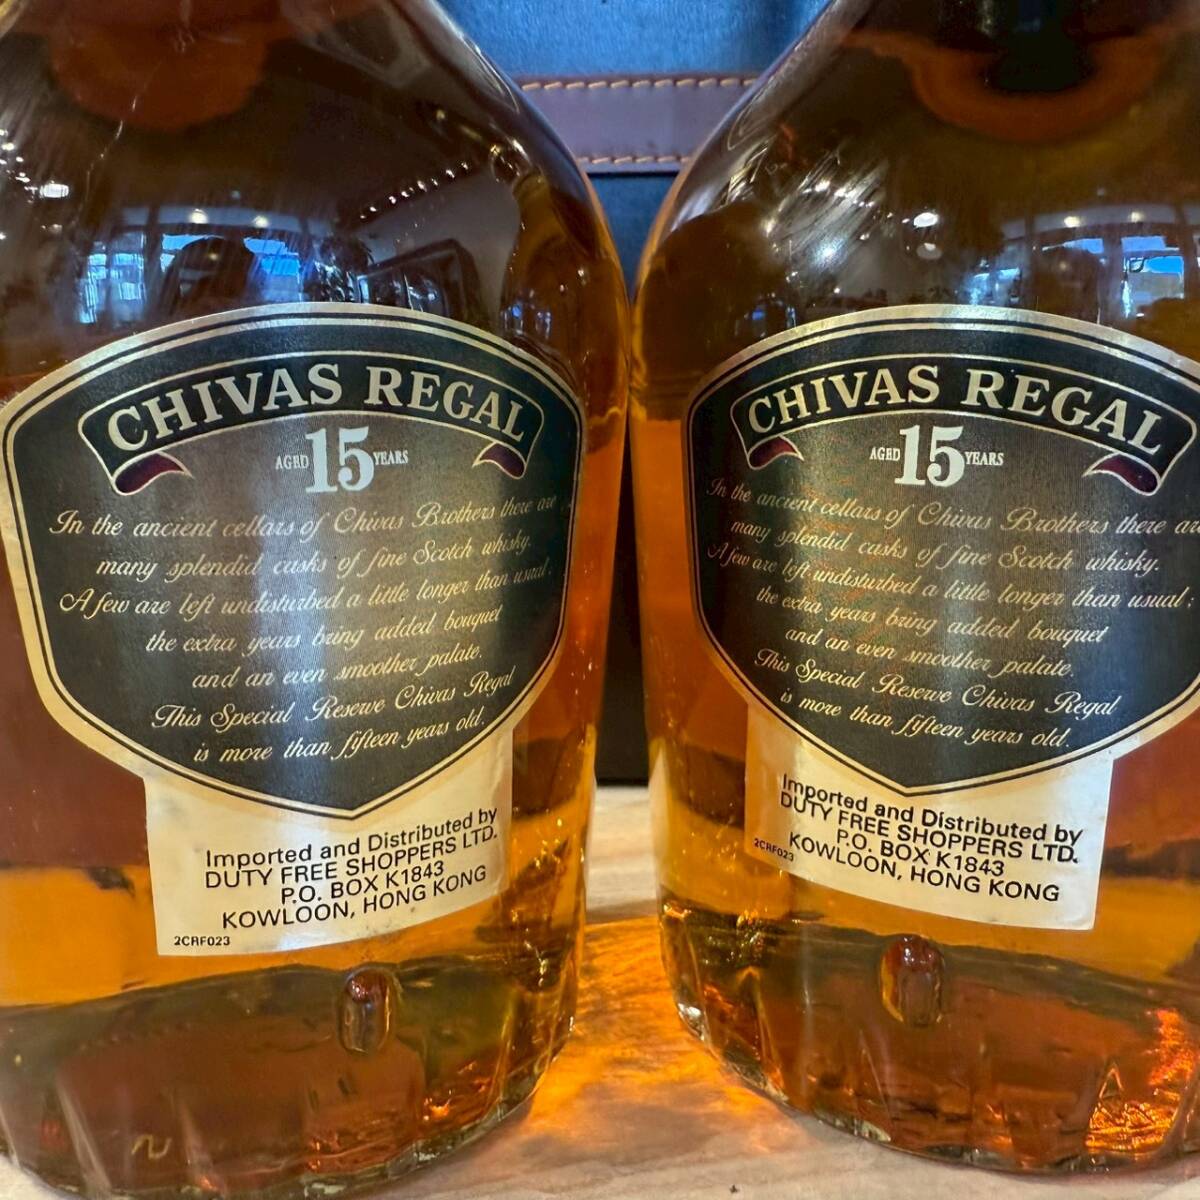 CHIVAS REGAL
AGED 15 YEARS
In the ancient cellars of Chivas Brothers there are
many splendid casks of fine Scotch whisky.
A few are left undisturbed a little longer than usual;
the extra years bring added bouquet
and an even smoother palate.
This Special Reserve Chivas Regal
is more than fifteen years old.
Imported and Distributed by
DUTY FREE SHOPPERS LTD.
P.O. BOX K1843
KOWLOON, HONG KONG
2CRF023
CHIVAS REGAL
AGED 15 YEARS
In the ancient cellars of Chivas Brothers there are
many splendid casks of fine Scotch whisky.
A few are left undisturbed a little longer than usual;
the extra years bring added bouquet
and an even smoother palate.
This Special Reserve Chivas Regal
is more than fifteen years old.
Imported and Distributed by
DUTY FREE SHOPPERS LTD.
P.O. BOX K1843
KOWLOON, HONG KONG
2CRF023